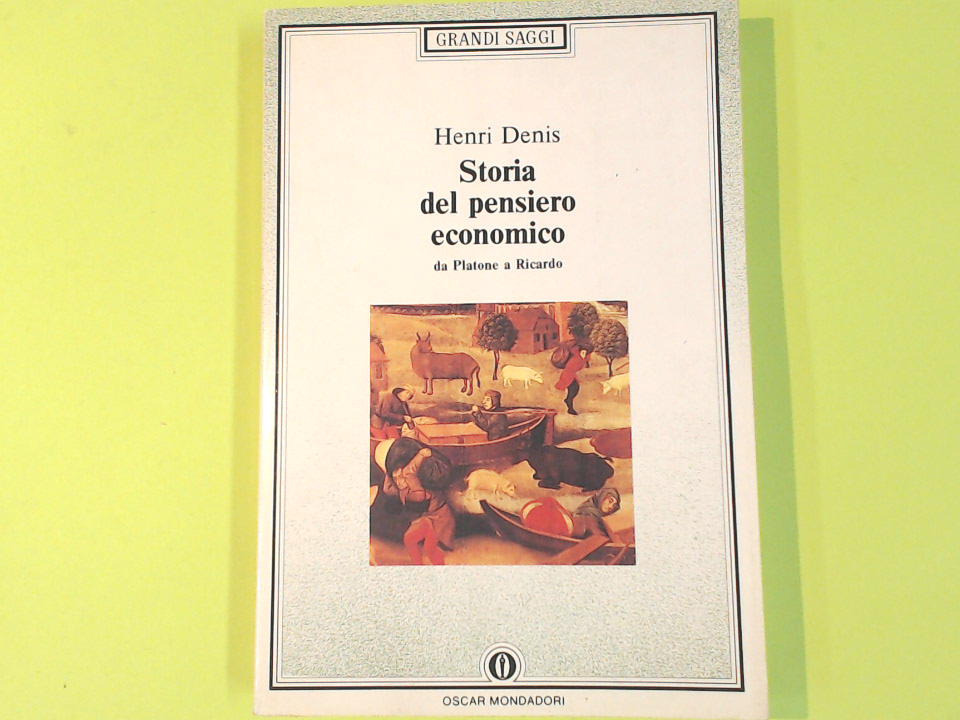 GRANDI SAGGI
Henri Denis
Storia
del pensiero
economico
da Platone a Ricardo
OSCAR MONDADORI